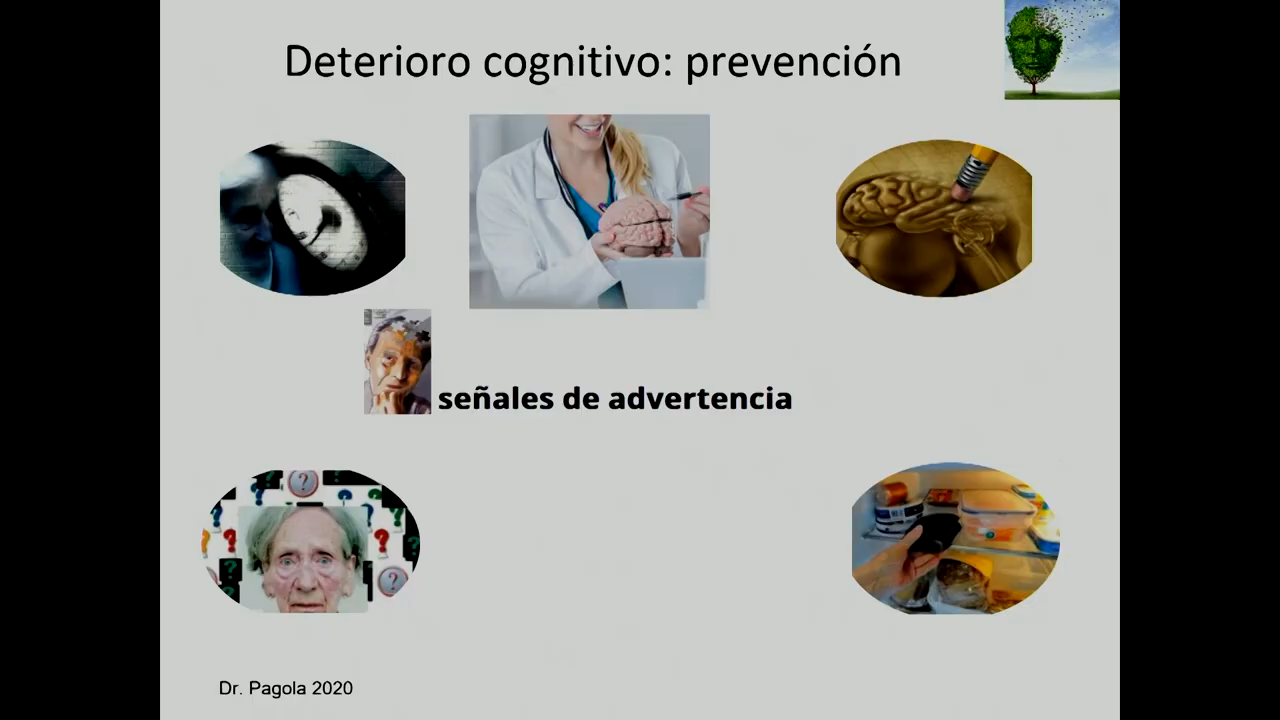 Deterioro cognitivo: prevención
señales de advertencia
Dr. Pagola 2020